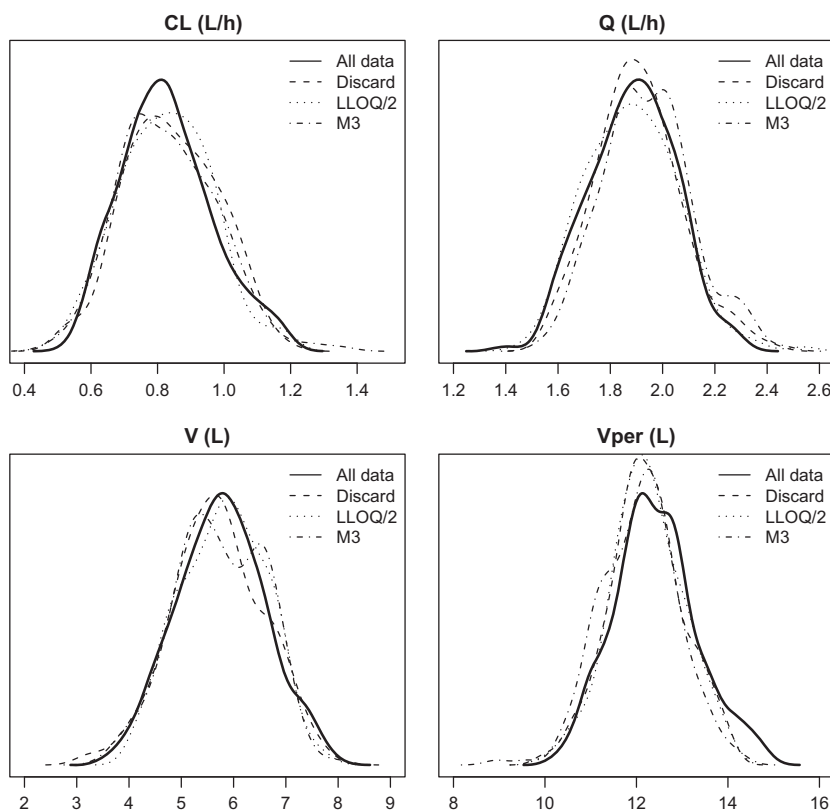 CL (L/h)
All data
Discard
LLOQ/2
M3
0.4 0.6 0.8 1.0 1.2 1.4
Q (L/h)
All data
Discard
LLOQ/2
M3
1.2 1.4 1.6 1.8 2.0 2.2 2.4 2.6
V (L)
All data
Discard
LLOQ/2
M3
2 3 4 5 6 7 8 9
Vper (L)
All data
Discard
LLOQ/2
M3
8 10 12 14 16